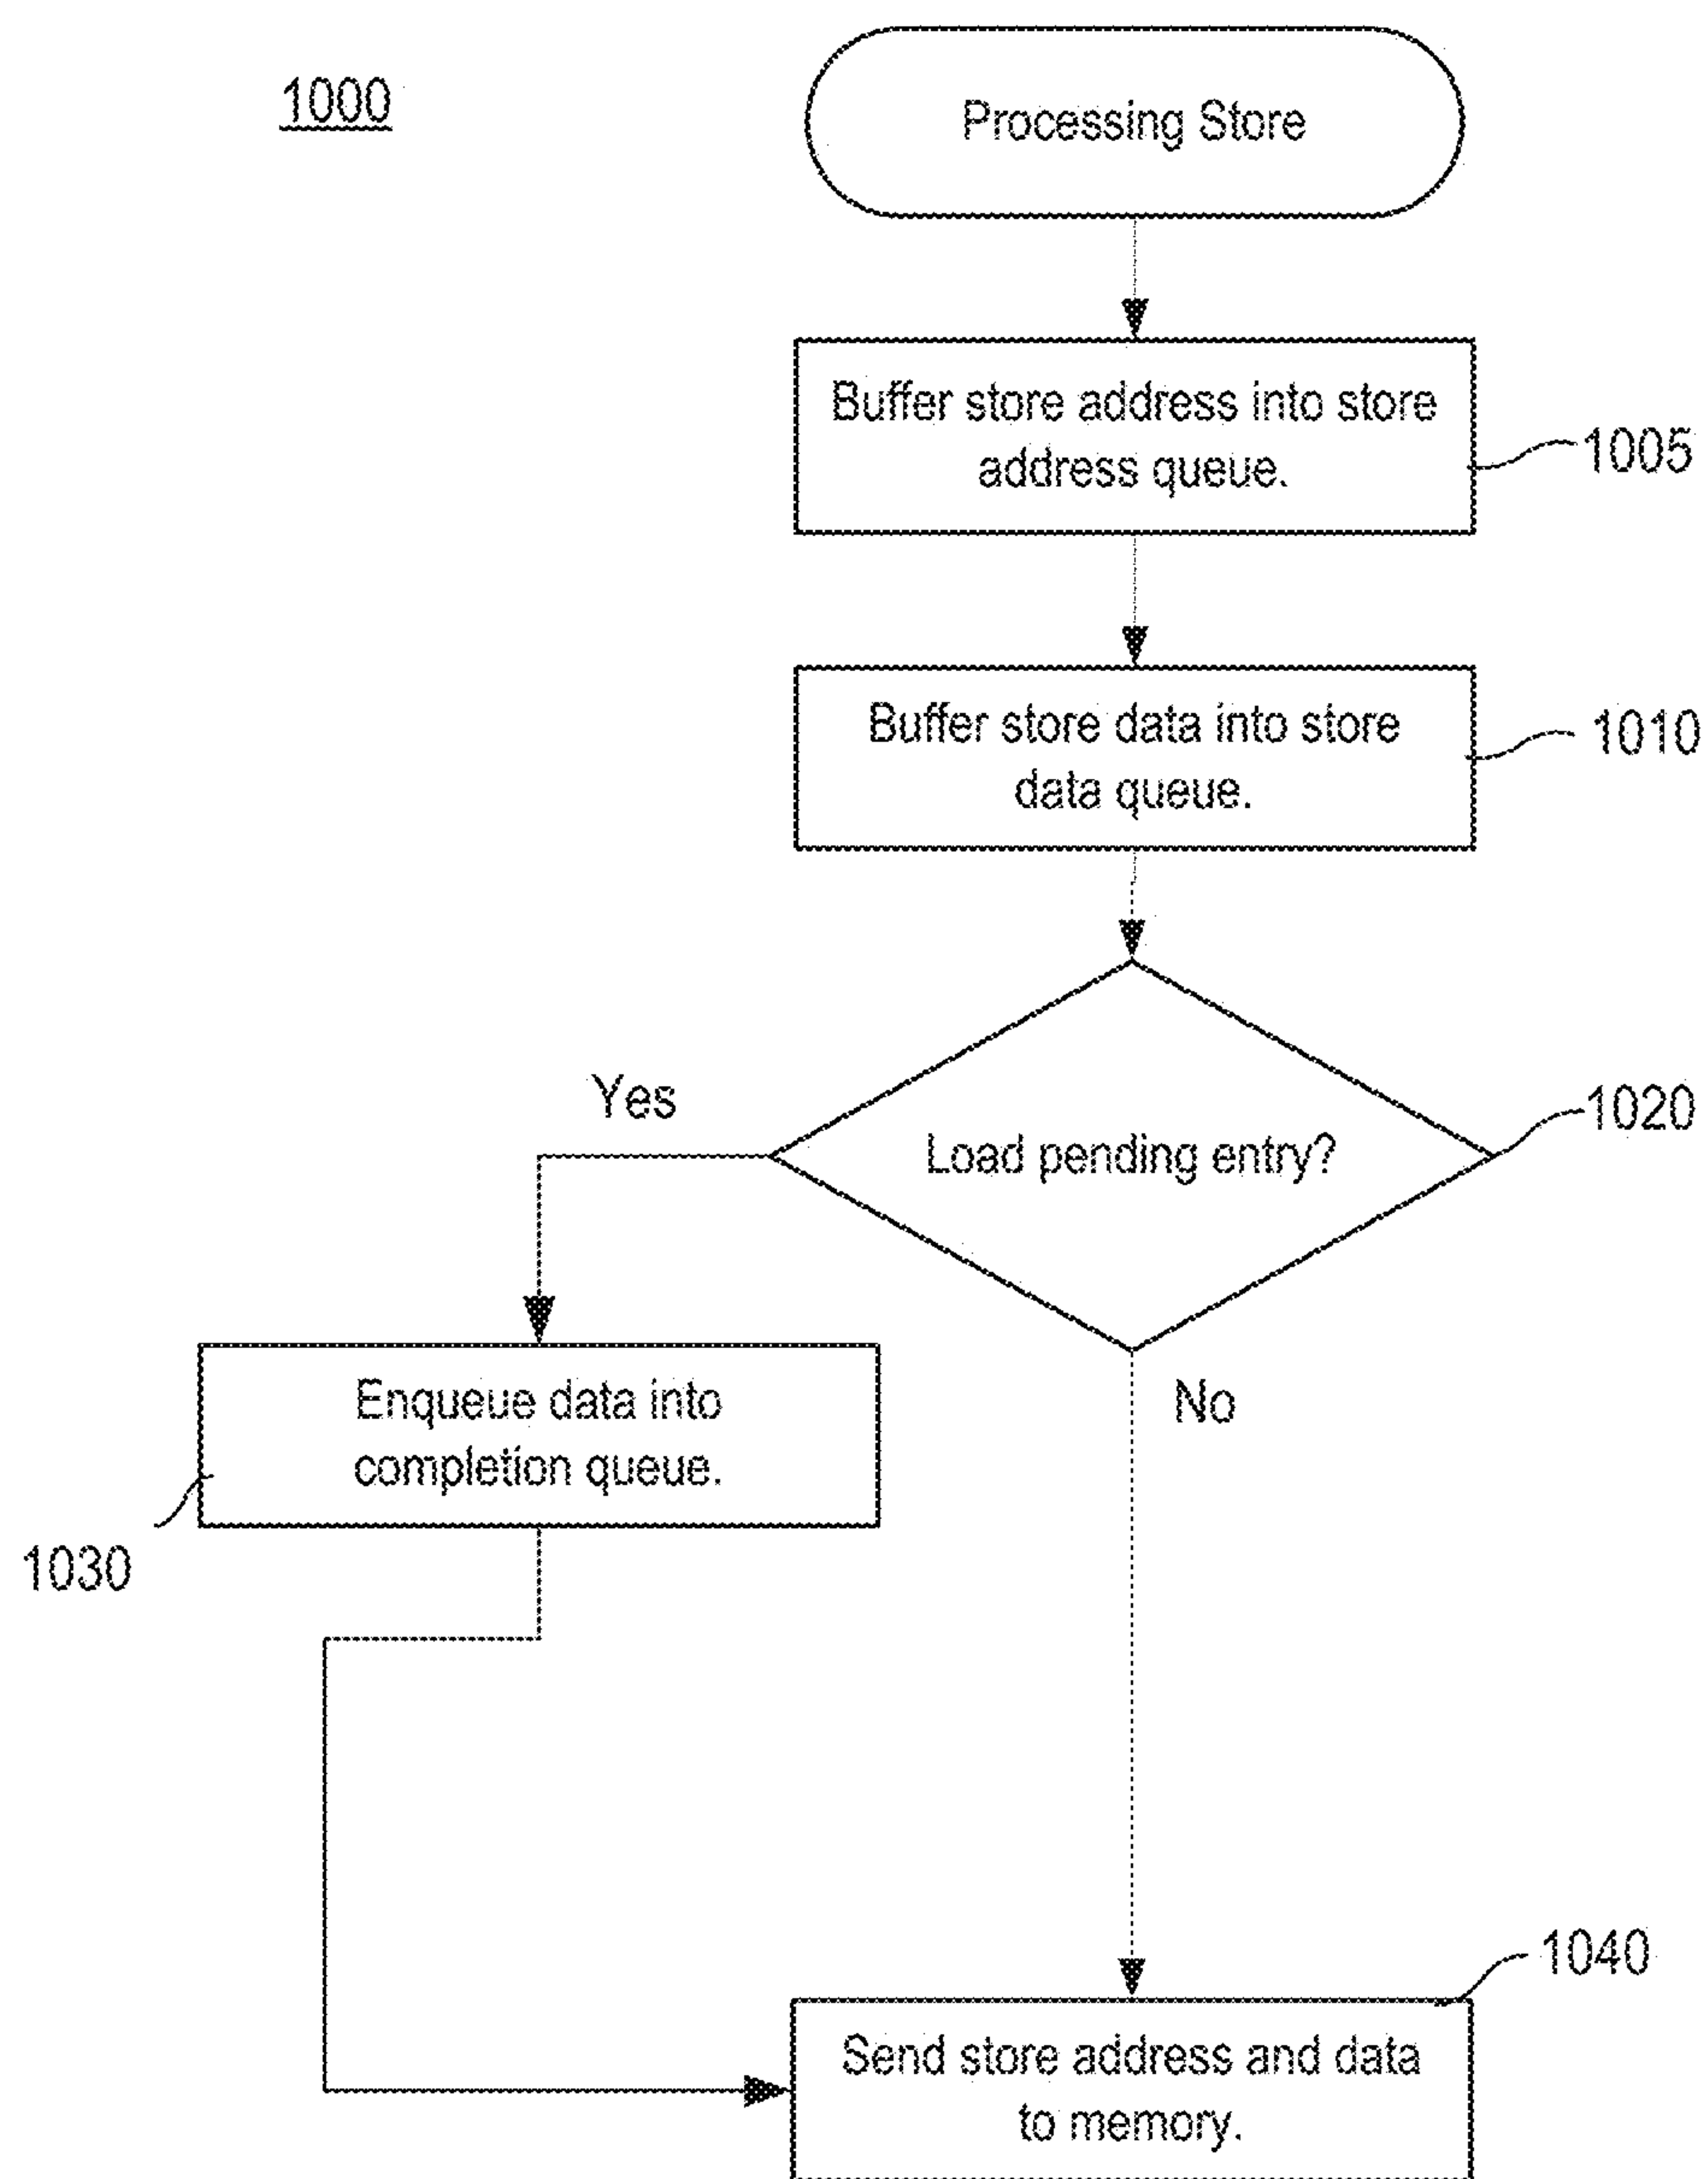 1000
Processing Store
Buffer store address into store
address queue.
1005
Buffer store data into store
data queue.
1010
Yes
Load pending entry?
1020
Enqueue data into
completion queue.
No
1030
1040
Send store address and data
to memory.